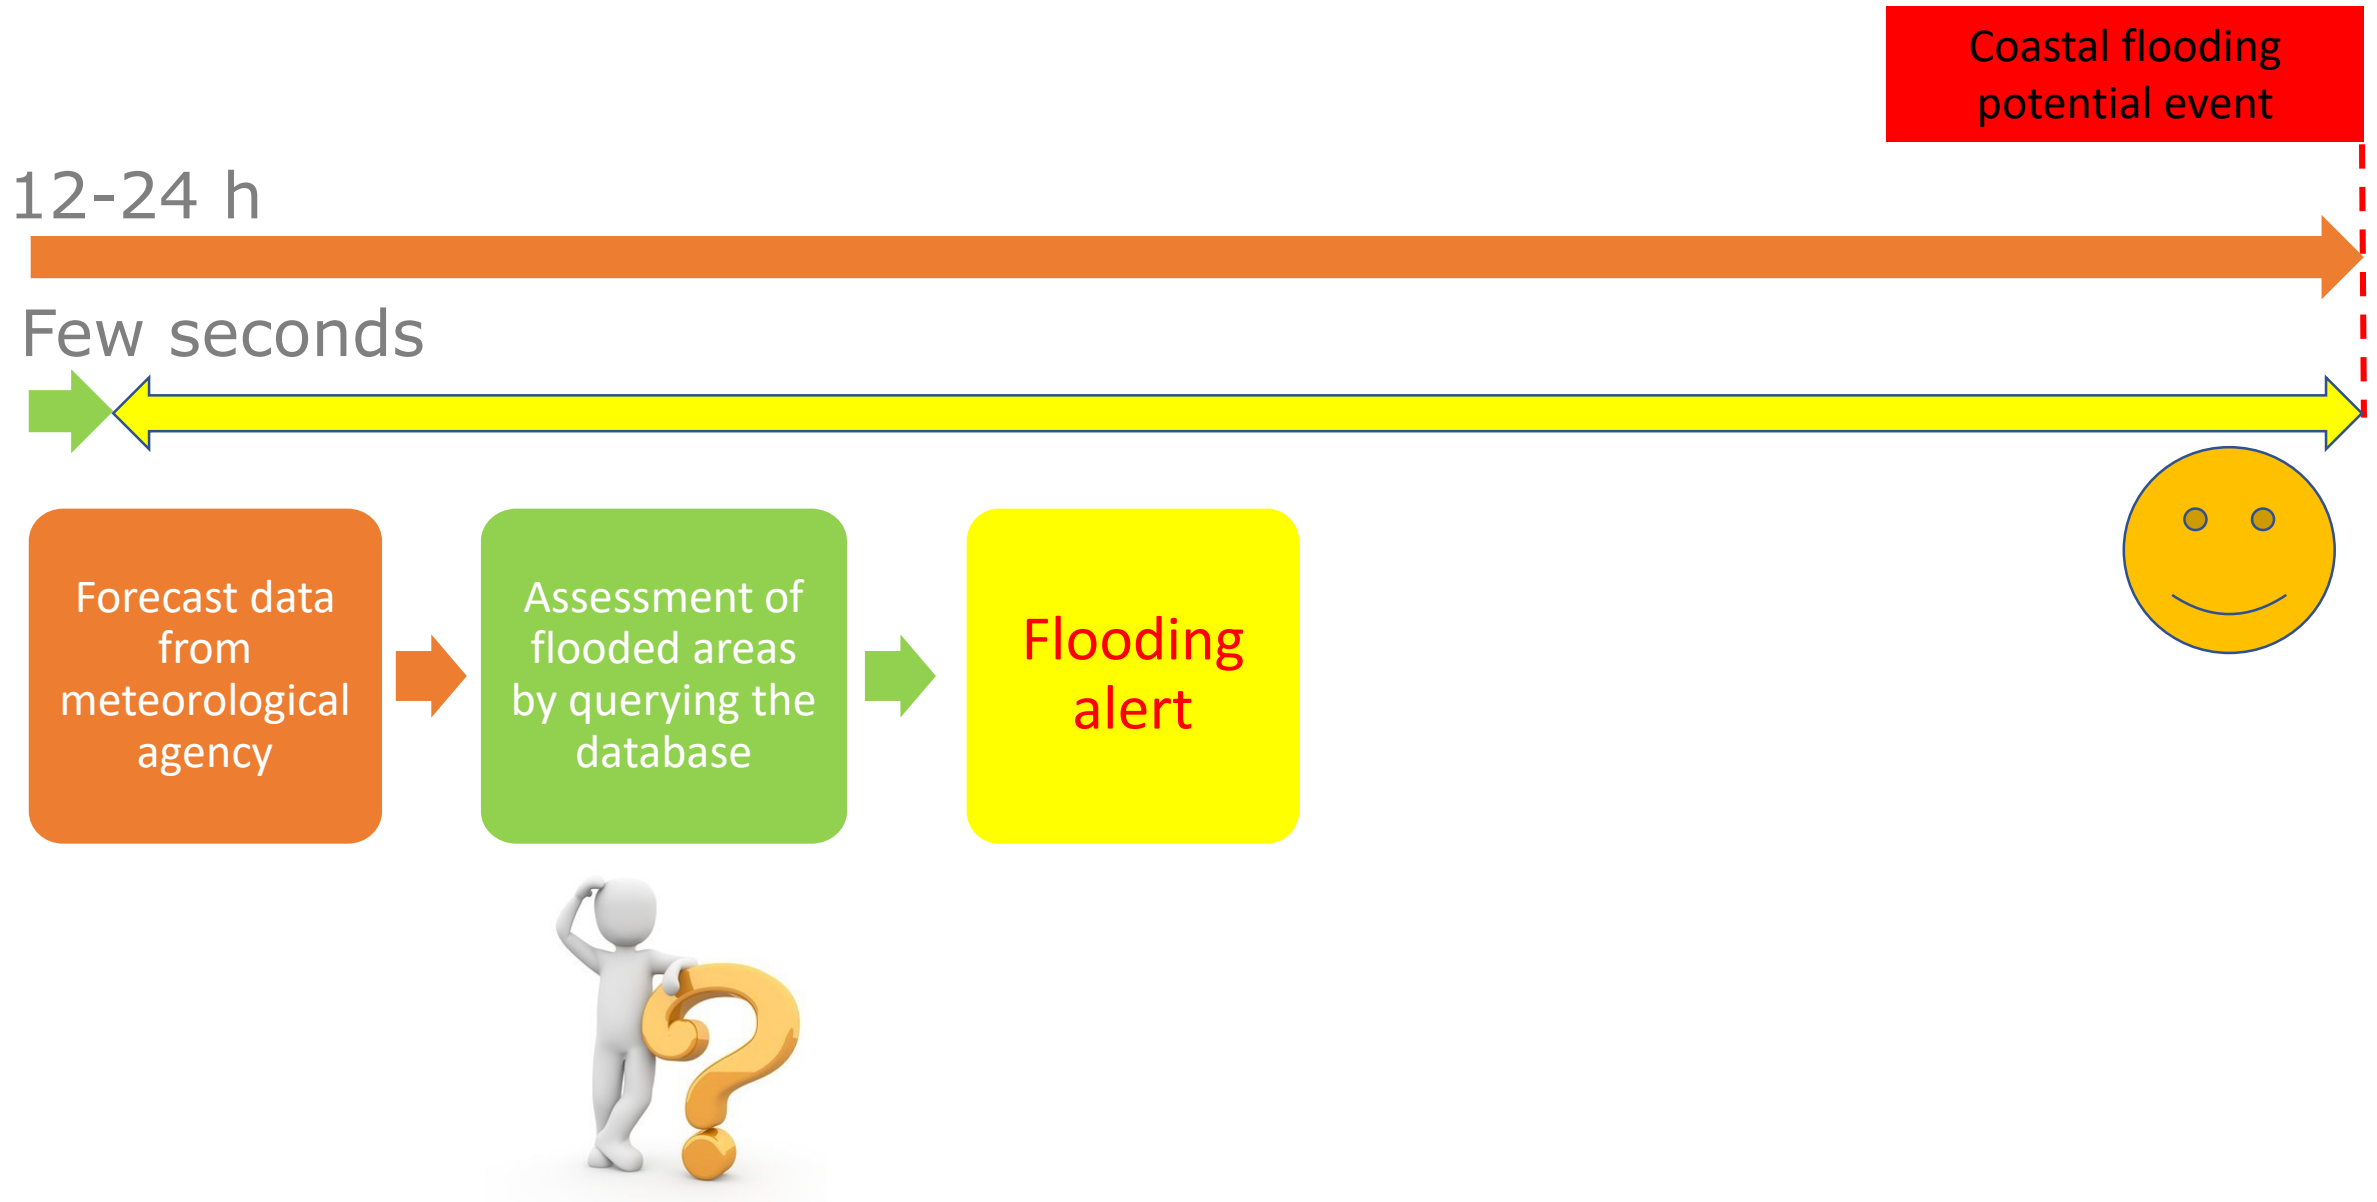 Coastal flooding
potential event
12-24 h
Few seconds
Forecast data
from
meteorological
agency
Assessment of
flooded areas
by querying the
database
Flooding
alert